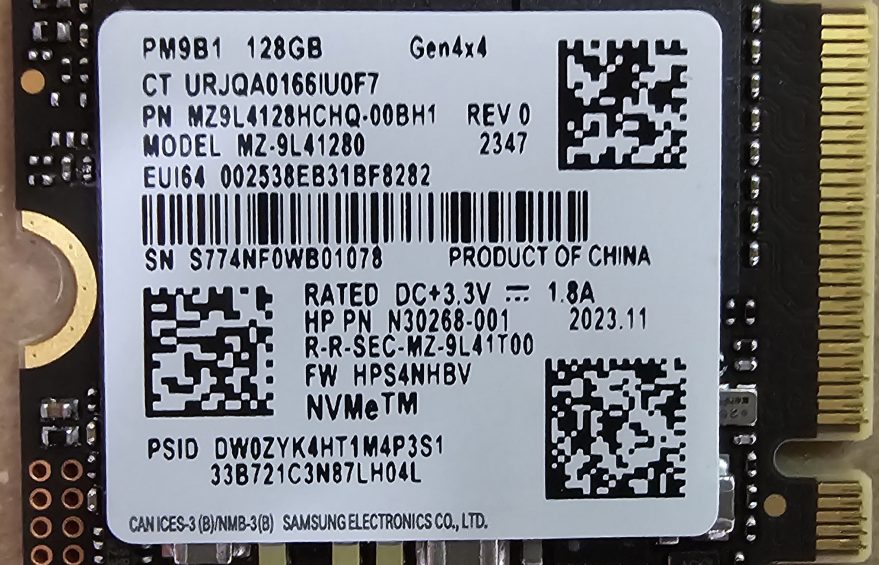 PM9B1 128GB Gen4x4
CT URJQA0166IU0F7
PN MZ9L4128HCHQ-00BH1 REV 0
MODEL MZ-9L41280 2347
EUI64 002538EB31BF8282
SN S774NF0WB01078 PRODUCT OF CHINA
RATED DC+3.3V ⎓ 1.8A
HP PN N30268-001 2023.11
R-R-SEC-MZ-9L41T00
FW HPS4NHBV
NVMe™
PSID DW0ZYK4HT1M4P3S1
33B721C3N87LH04L
CAN ICES-3 (B)/NMB-3(B) SAMSUNG ELECTRONICS CO., LTD.